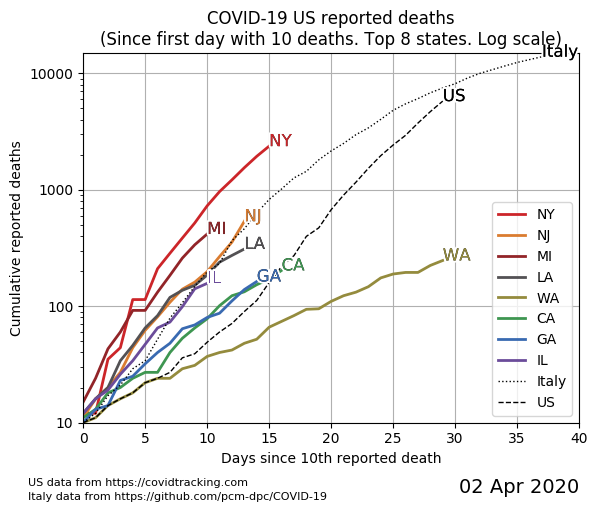 COVID-19 US reported deaths
(Since first day with 10 deaths. Top 8 states. Log scale)
Italy
10000
US
NY
1000
NJ
MI
LA
WA
CA
GA
IL
100
10
NY
NJ
MI
LA
WA
CA
GA
IL
Italy
US
Cumulative reported deaths
0 5 10 15 20 25 30 35 40
Days since 10th reported death
US data from https://covidtracking.com
Italy data from https://github.com/pcm-dpc/COVID-19
02 Apr 2020